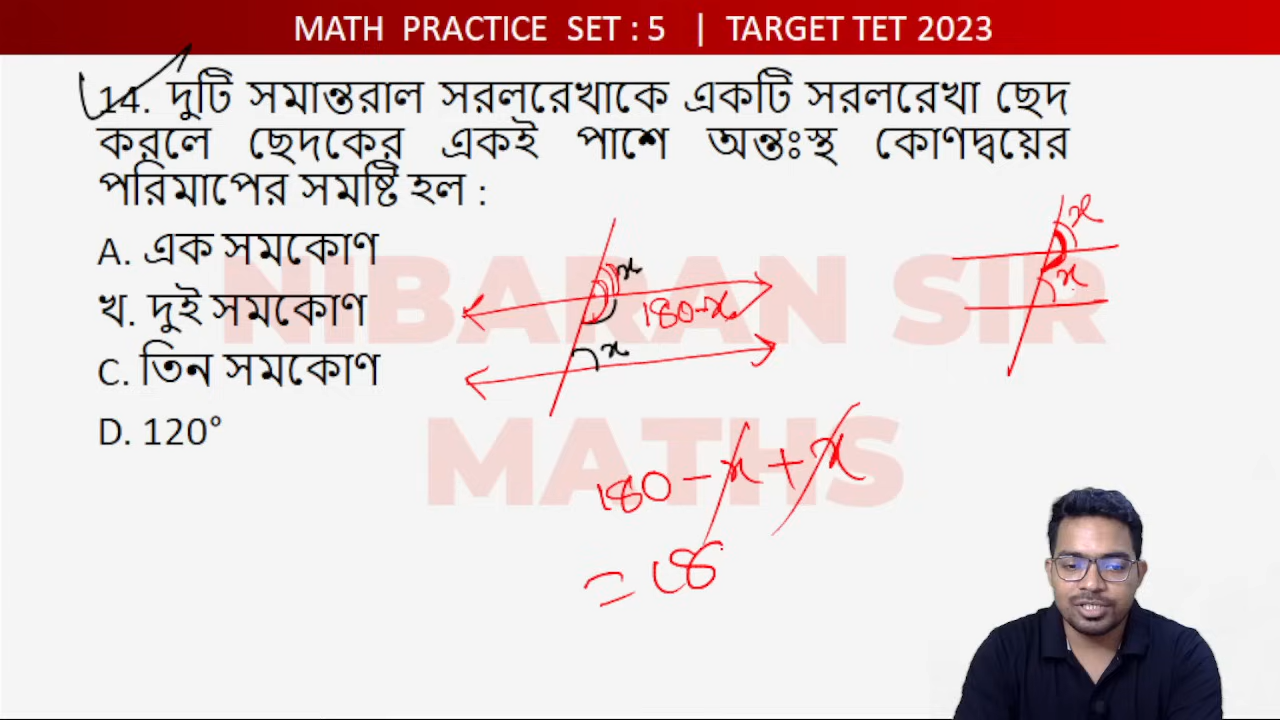 MATH PRACTICE SET : 5 | TARGET TET 2023
14. দুটি সমান্তরাল সরলরেখাকে একটি সরলরেখা ছেদ
করলে ছেদকের একই পাশে অন্তঃস্থ কোণদ্বয়ের
পরিমাপের সমষ্টি হল :
A. এক সমকোণ
খ. দুই সমকোণ
C. তিন সমকোণ
D. 120°
NIBARAN SIR
MATHS
x
180-x
x
x
x
180 - x + x
= 18